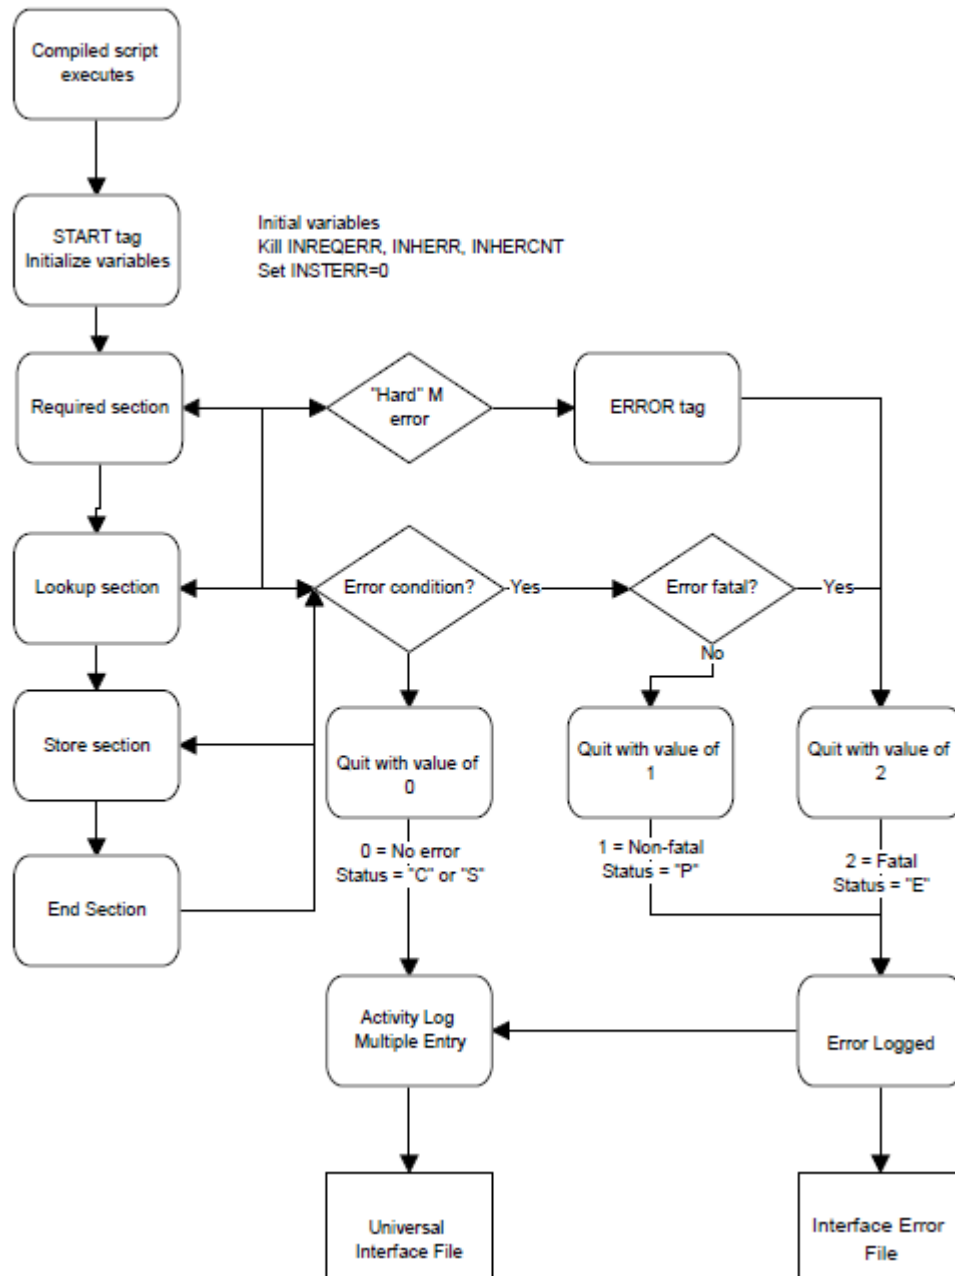 Compiled script
executes
START tag
Initialize variables
Initial variables
Kill INREQERR, INHERR, INHERCNT
Set INSTERR=0
Required section
"Hard" M
error
ERROR tag
Lookup section
Error condition?
Yes
Error fatal?
Yes
No
Store section
Quit with value of
0
Quit with value of
1
Quit with value of
2
0 = No error
Status = "C" or "S"
1 = Non-fatal
Status = "P"
2 = Fatal
Status = "E"
End Section
Activity Log
Multiple Entry
Error Logged
Universal
Interface File
Interface Error
File